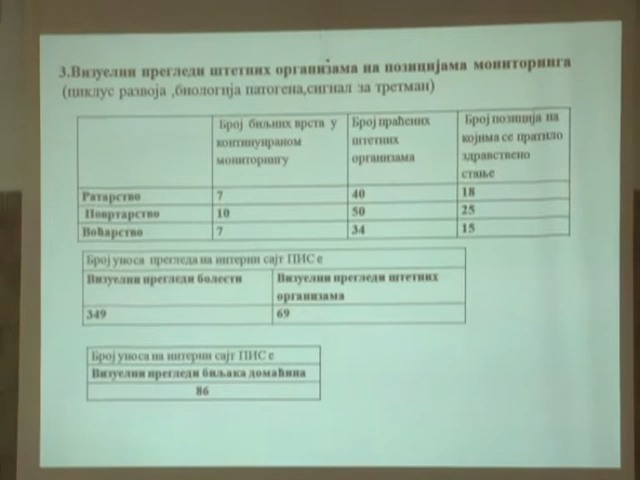 3.Визуелни прегледи штетних организама на позицијама мониторинга
(циклус развоја ,биологија патогена,сигнал за третман)
Број биљних врста у континуираном мониторингу
Број праћених штетних организама
Број позиција на којима се пратило здравствено стање
Ратарство 7 40 18
Повртарство 10 50 25
Воћарство 7 34 15
Број уноса прегледа на интерни сајт ПИС е
Визуелни прегледи болести
Визуелни прегледи штетних организама
349 69
Број уноса на интерни сајт ПИС е
Визуелни прегледи биљака домаћина
86